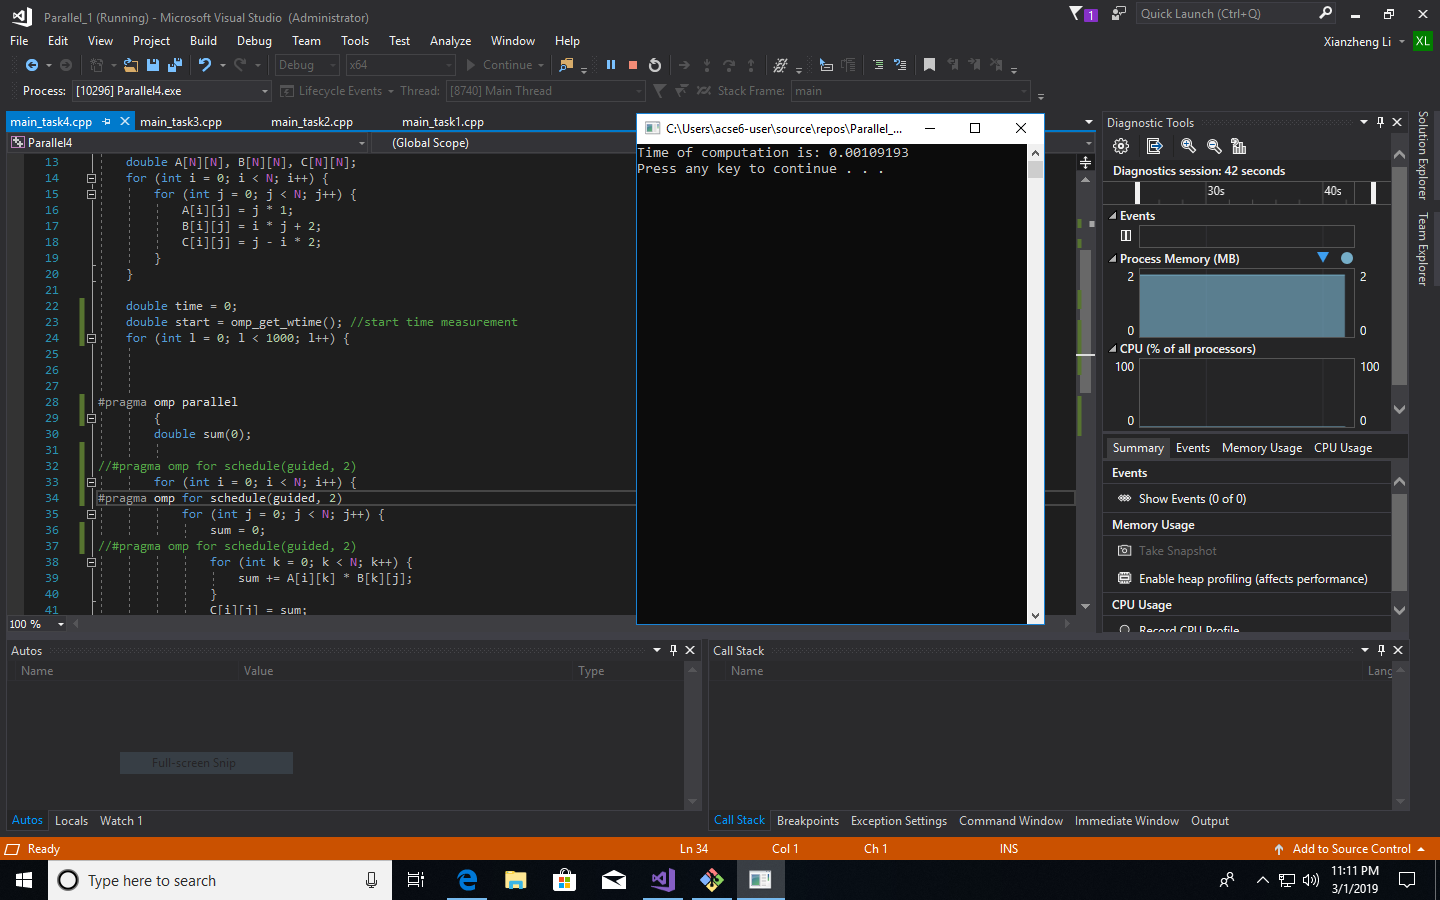 Parallel_1 (Running) - Microsoft Visual Studio (Administrator)
1
Quick Launch (Ctrl+Q)
File Edit View Project Build Debug Team Tools Test Analyze Window Help
Xianzheng Li XL
Debug x64 Continue
Process: [10296] Parallel4.exe Lifecycle Events Thread: [8740] Main Thread Stack Frame: main
main_task4.cpp main_task3.cpp main_task2.cpp main_task1.cpp
Parallel4 (Global Scope)
13 double A[N][N], B[N][N], C[N][N];
14 for (int i = 0; i < N; i++) {
15 for (int j = 0; j < N; j++) {
16 A[i][j] = j * 1;
17 B[i][j] = i * j + 2;
18 C[i][j] = j - i * 2;
19 }
20 }
21
22 double time = 0;
23 double start = omp_get_wtime(); //start time measurement
24 for (int l = 0; l < 1000; l++) {
25
26
27
28 #pragma omp parallel
29 {
30 double sum(0);
31
32 //#pragma omp for schedule(guided, 2)
33 for (int i = 0; i < N; i++) {
34 #pragma omp for schedule(guided, 2)
35 for (int j = 0; j < N; j++) {
36 sum = 0;
37 //#pragma omp for schedule(guided, 2)
38 for (int k = 0; k < N; k++) {
39 sum += A[i][k] * B[k][j];
40 }
41 C[i][j] = sum;
100 %
C:\Users\acse6-user\source\repos\Parallel_...
Time of computation is: 0.00109193
Press any key to continue . . .
Diagnostic Tools
Diagnostics session: 42 seconds
30s 40s
Events
Process Memory (MB)
2 2
0 0
CPU (% of all processors)
100 100
0 0
Summary Events Memory Usage CPU Usage
Events
Show Events (0 of 0)
Memory Usage
Take Snapshot
Enable heap profiling (affects performance)
CPU Usage
Record CPU Profile
Solution Explorer
Team Explorer
Autos
Name Value Type
Full-screen Snip
Autos Locals Watch 1
Call Stack
Name Lang
Call Stack Breakpoints Exception Settings Command Window Immediate Window Output
Ready Ln 34 Col 1 Ch 1 INS Add to Source Control
Type here to search
11:11 PM
3/1/2019